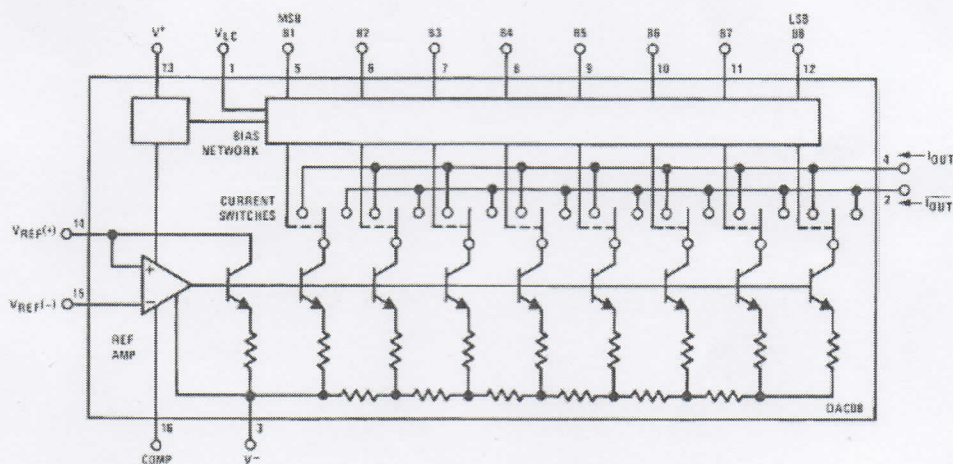 MSB LSB
V+ VLC B1 B2 B3 B4 B5 B6 B7 B8
13 1 5 6 7 8 9 10 11 12
BIAS
NETWORK
4 IOUT
CURRENT
SWITCHES
2 IOUT
14
VREF(+)
+
15
VREF(−)
−
REF
AMP
DAC08
16 3
COMP V−